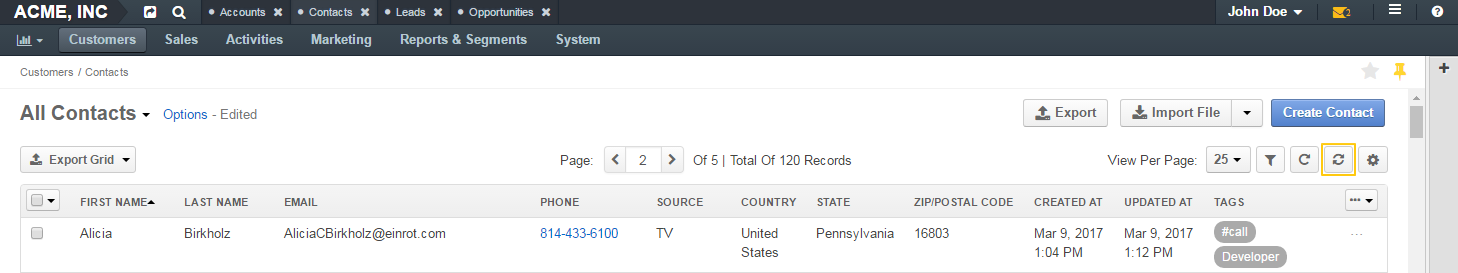 ACME, INC Accounts Contacts Leads Opportunities John Doe 2
Customers Sales Activities Marketing Reports & Segments System
Customers / Contacts
All Contacts Options - Edited Export Import File Create Contact
Export Grid Page: 2 Of 5 | Total Of 120 Records View Per Page: 25
FIRST NAME LAST NAME EMAIL PHONE SOURCE COUNTRY STATE ZIP/POSTAL CODE CREATED AT UPDATED AT TAGS
Alicia Birkholz AliciaCBirkholz@einrot.com 814-433-6100 TV United States Pennsylvania 16803 Mar 9, 2017 1:04 PM Mar 9, 2017 1:12 PM #call Developer